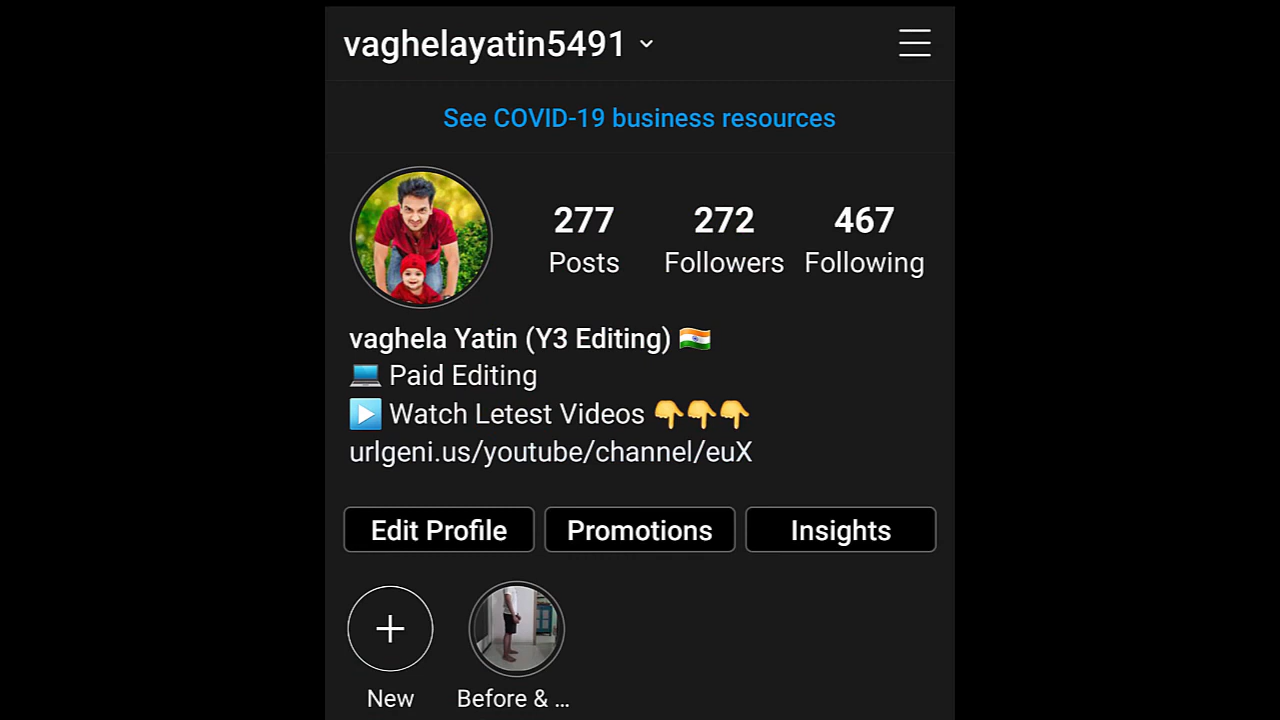 vaghelayatin5491
See COVID-19 business resources
277 272 467
Posts Followers Following
vaghela Yatin (Y3 Editing) 🇮🇳
💻 Paid Editing
▶️ Watch Letest Videos 👇👇👇
urlgeni.us/youtube/channel/euX
Edit Profile Promotions Insights
New Before & ...